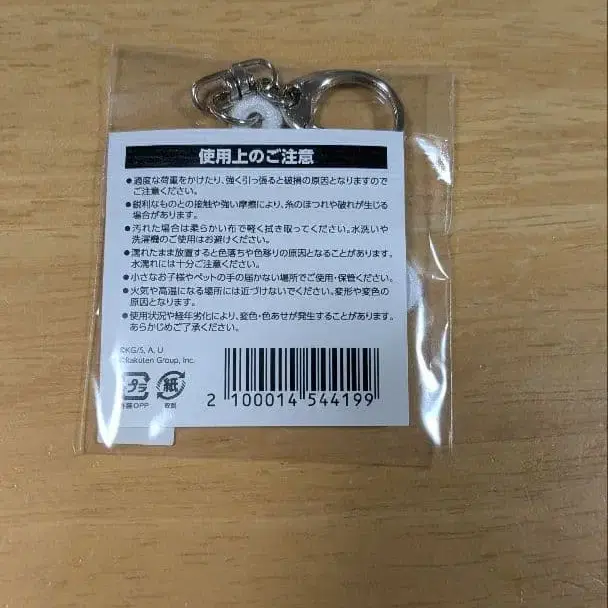 使用上のご注意
●過度な荷重をかけたり、強く引っ張ると破損の原因となりますので
ご注意ください。
●鋭利なものとの接触や強い摩擦により、糸のほつれや破れが生じる
場合があります。
●汚れた場合は柔らかい布で軽く拭き取ってください。水洗いや
洗濯機のご使用はお避けください。
●濡れたまま放置すると色落ちや色移りの原因となることがあります。
水濡れには十分ご注意ください。
●小さなお子様やペットの手の届かない場所でご使用・保管ください。
●火気や高温になる場所には近づけないでください。変形や変色の
原因となります。
●使用状況や経年劣化により、変色・色あせが発生することがあります。
あらかじめご了承ください。
©KG/S, A, U
©Rakuten Group, Inc.
プラ
外装OPP
紙
台紙
2 100014 544199